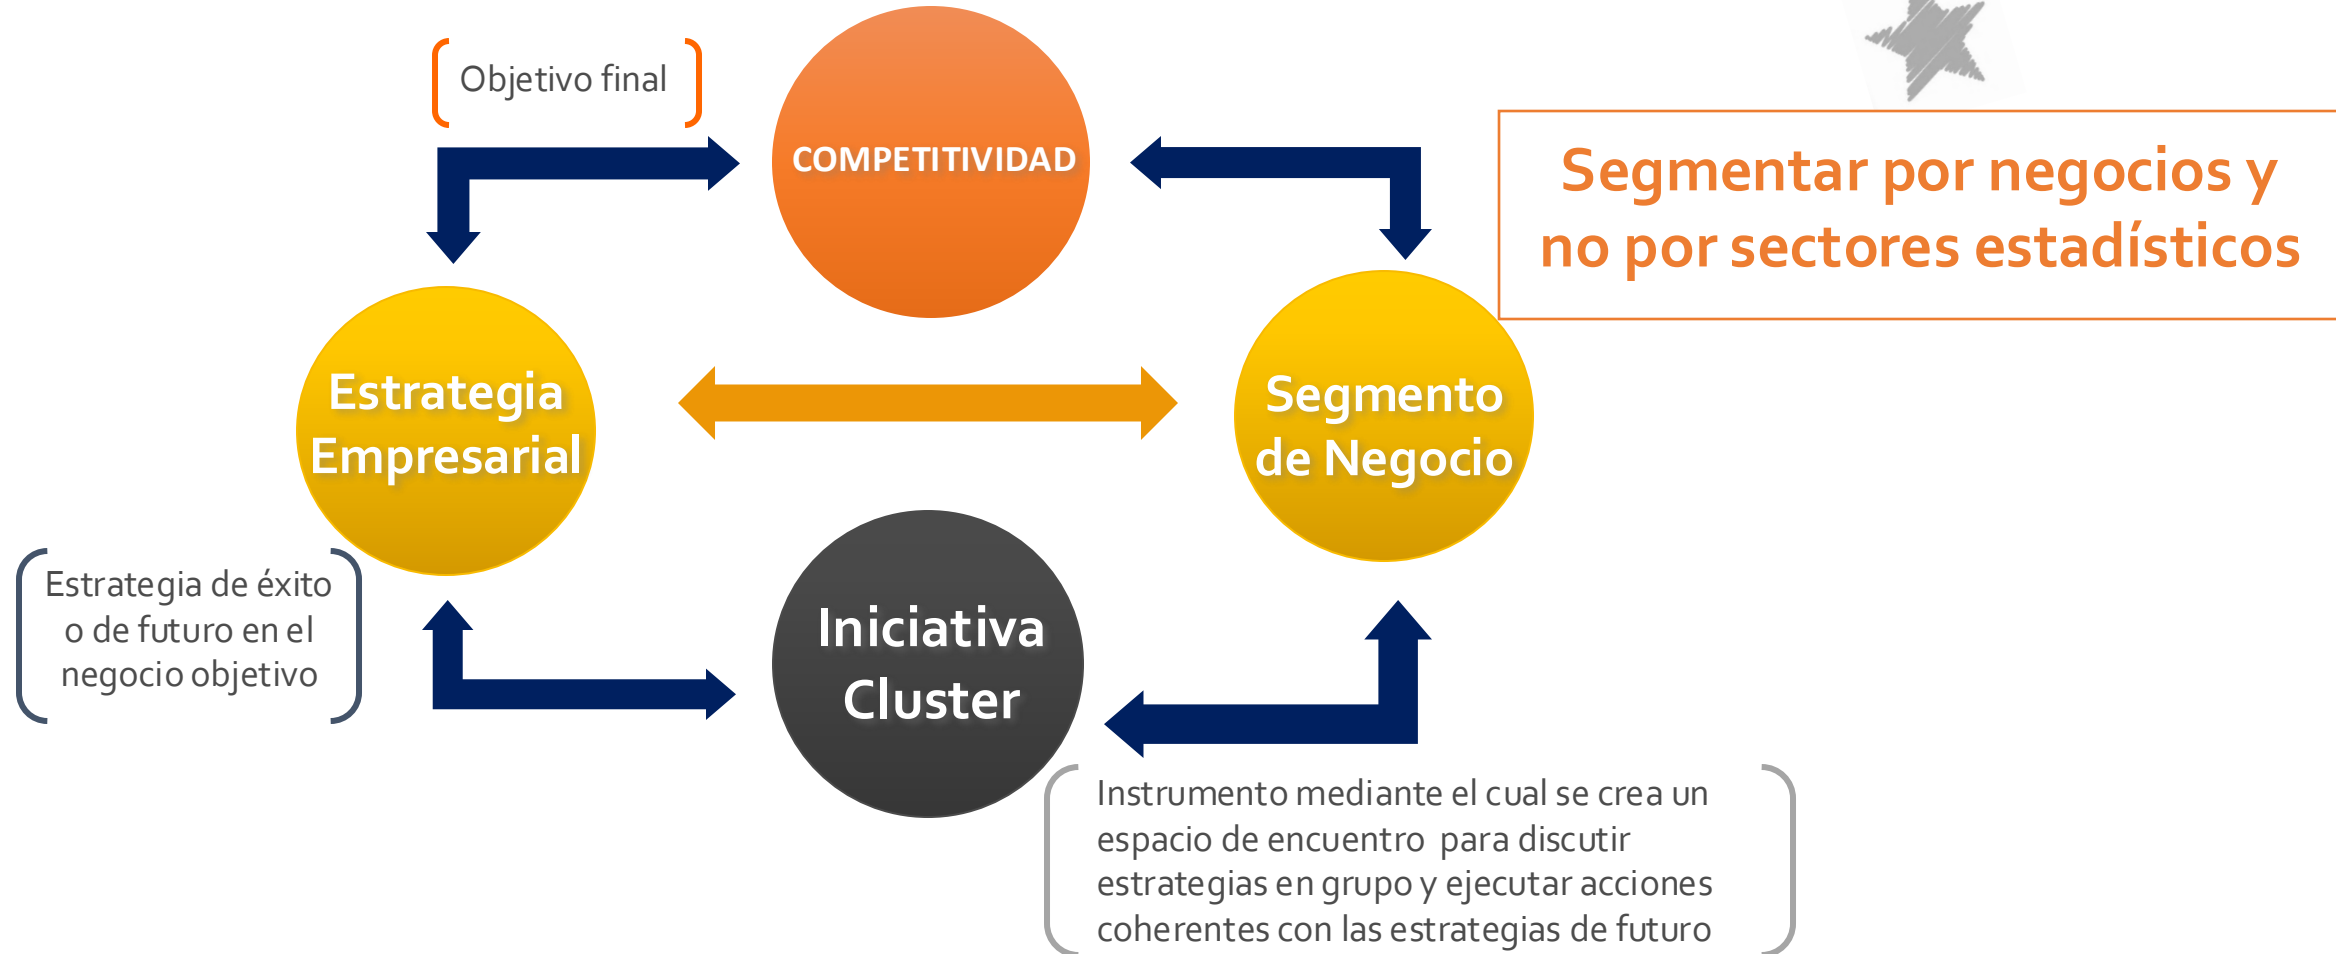 Objetivo final
COMPETITIVIDAD
Segmentar por negocios y
no por sectores estadísticos
Estrategia
Empresarial
Segmento
de Negocio
Estrategia de éxito
o de futuro en el
negocio objetivo
Iniciativa
Cluster
Instrumento mediante el cual se crea un
espacio de encuentro para discutir
estrategias en grupo y ejecutar acciones
coherentes con las estrategias de futuro